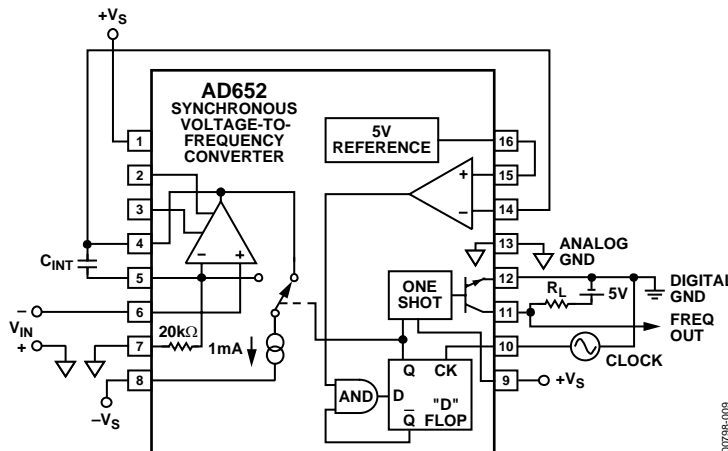 +VS
AD652
SYNCHRONOUS
VOLTAGE-TO-
FREQUENCY
CONVERTER
5V
REFERENCE
1
2
3
4
5
6
7
8
16
15
14
13
12
11
10
9
+
–
–
+
CINT
–
VIN
+
20kΩ
1mA
–VS
ONE
SHOT
AND
D
Q
CK
"D"
FLOP
Q
ANALOG
GND
DIGITAL
GND
RL
5V
FREQ
OUT
CLOCK
+VS
00798-009